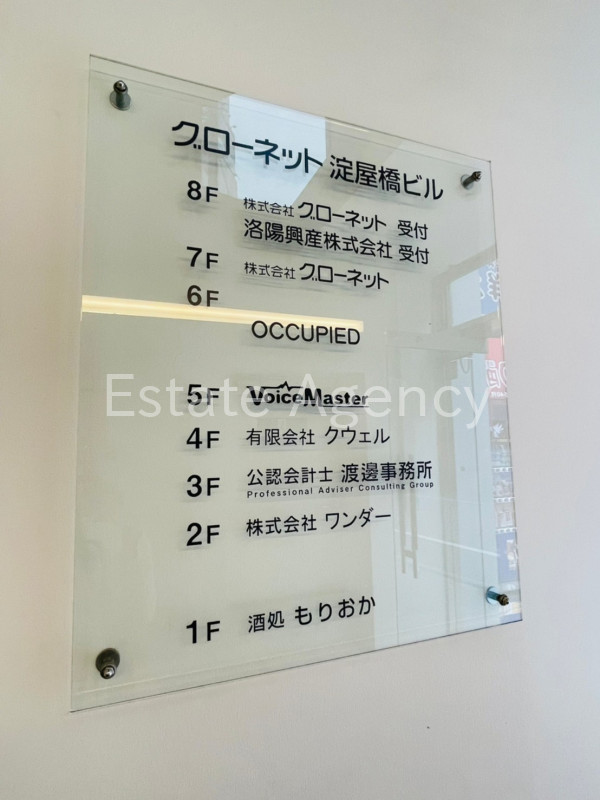 グローネット 淀屋橋ビル
8F 株式会社 グローネット 受付
洛陽興産株式会社 受付
7F 株式会社 グローネット
6F
OCCUPIED
5F VoiceMaster
Estate Agency
4F 有限会社 クウェル
3F 公認会計士 渡邊事務所
Professional Adviser Consulting Group
2F 株式会社 ワンダー
1F 酒処 もりおか